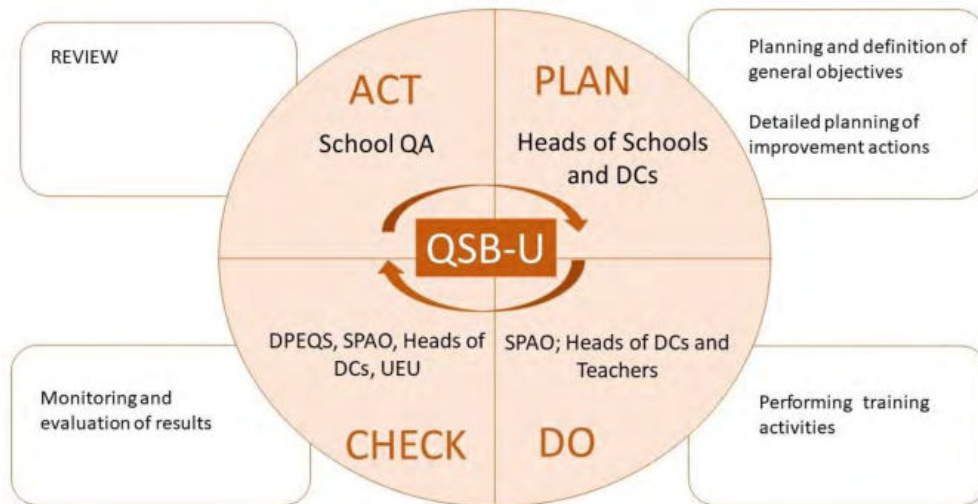 REVIEW
ACT
School QA
PLAN
Heads of Schools
and DCs
Planning and definition of
general objectives
Detailed planning of
improvement actions
QSB-U
Monitoring and
evaluation of results
DPEQS, SPAO, Heads of
DCs, UEU
CHECK
SPAO; Heads of DCs and
Teachers
DO
Performing training
activities